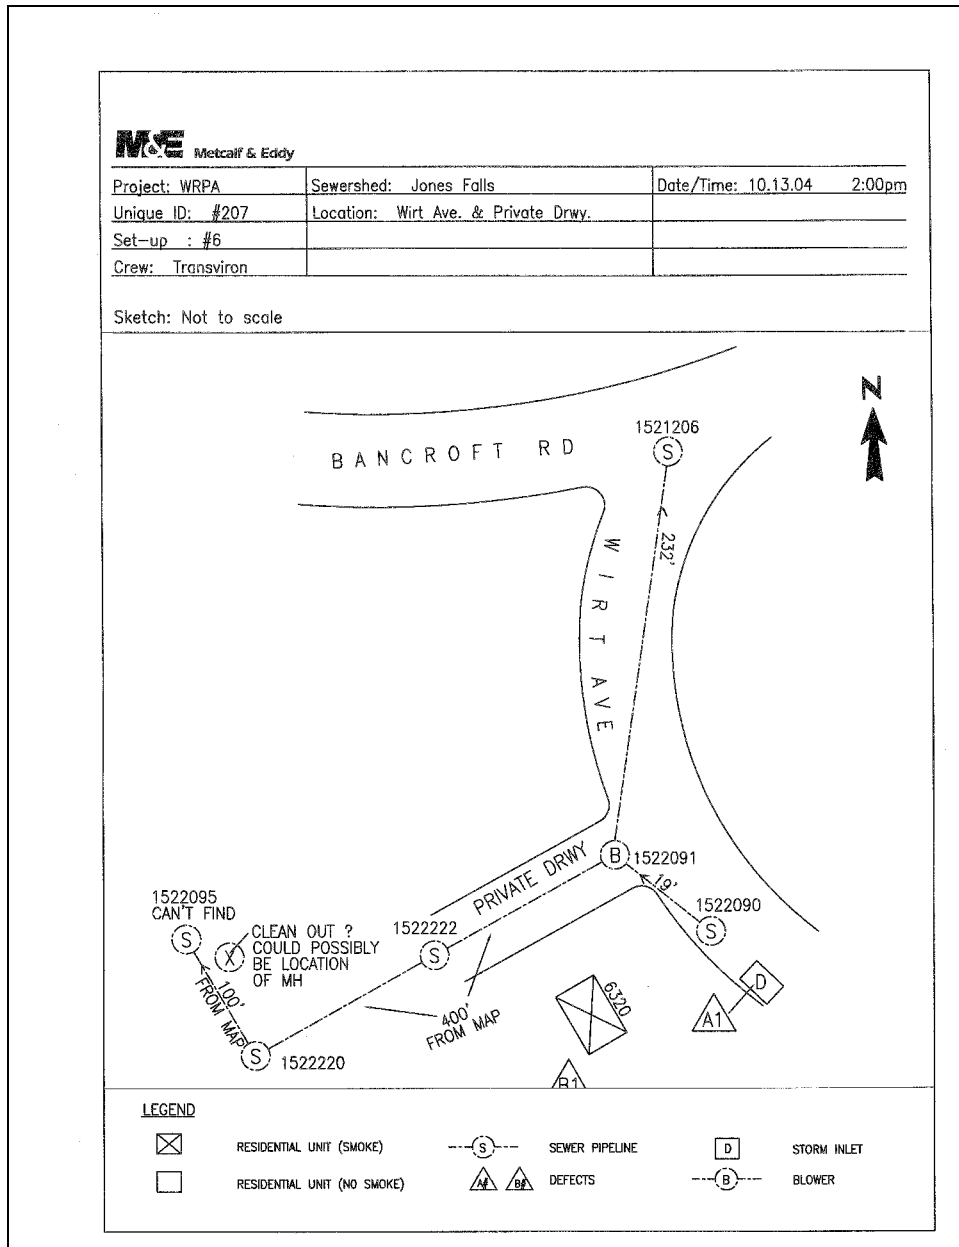 M&E Metcalf & Eddy
Project: WRPA
Sewershed: Jones Falls
Date/Time: 10.13.04 2:00pm
Unique ID: #207
Location: Wirt Ave. & Private Drwy.
Set-up : #6
Crew: Transviron
Sketch: Not to scale
N
1521206
S
BANCROFT RD
232'
WIRT AVE
PRIVATE DRWY
B
1522091
19'
1522090
S
1522095
CAN'T FIND
S
X
CLEAN OUT ?
COULD POSSIBLY
BE LOCATION
OF MH
1522222
S
100'
FROM MAP
400'
FROM MAP
S
1522220
6320
D
A1
B1
LEGEND
RESIDENTIAL UNIT (SMOKE)
S
SEWER PIPELINE
D
STORM INLET
RESIDENTIAL UNIT (NO SMOKE)
A#
B#
DEFECTS
B
BLOWER